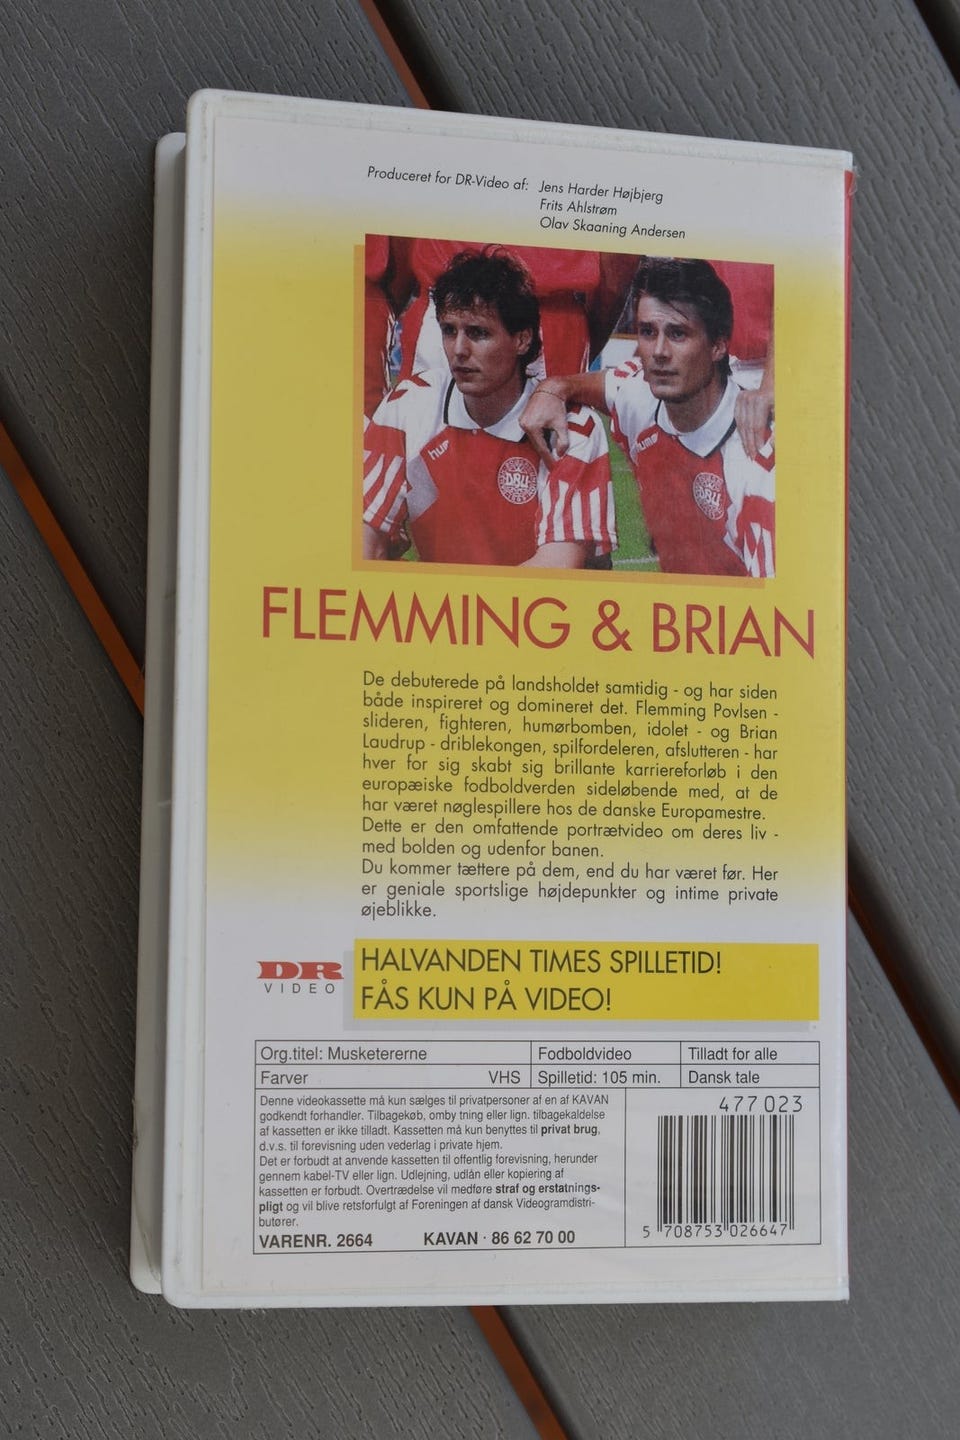 Produceret for DR-Video af: Jens Harder Højbjerg
Frits Ahlstrøm
Olav Skaaning Andersen
hummel
DBU
1889
humm
DBU
FLEMMING & BRIAN
De debuterede på landsholdet samtidig - og har siden
både inspireret og domineret det. Flemming Povlsen -
slideren, fighteren, humørbomben, idolet - og Brian
Laudrup - driblekongen, spilfordeleren, afslutteren - har
hver for sig skabt sig brillante karriereforløb i den
europæiske fodboldverden sideløbende med, at de
har været nøglespillere hos de danske Europamestre.
Dette er den omfattende portrætvideo om deres liv -
med bolden og udenfor banen.
Du kommer tættere på dem, end du har været før. Her
er geniale sportslige højdepunkter og intime private
øjeblikke.
DR
VIDEO
HALVANDEN TIMES SPILLETID!
FÅS KUN PÅ VIDEO!
Org.titel: Musketererne Fodboldvideo Tilladt for alle
Farver VHS Spilletid: 105 min. Dansk tale
Denne videokassette må kun sælges til privatpersoner af en af KAVAN
godkendt forhandler. Tilbagekøb, omby tning eller lign. tilbagekaldelse
af kassetten er ikke tilladt. Kassetten må kun benyttes til privat brug,
d.v.s. til forevisning uden vederlag i private hjem.
Det er forbudt at anvende kassetten til offentlig forevisning, herunder
gennem kabel-TV eller lign. Udlejning, udlån eller kopiering af
kassetten er forbudt. Overtrædelse vil medføre straf og erstatnings-
pligt og vil blive retsforfulgt af Foreningen af dansk Videogramdistri-
butører.
VARENR. 2664 KAVAN · 86 62 70 00
477 023
5 708753 026647